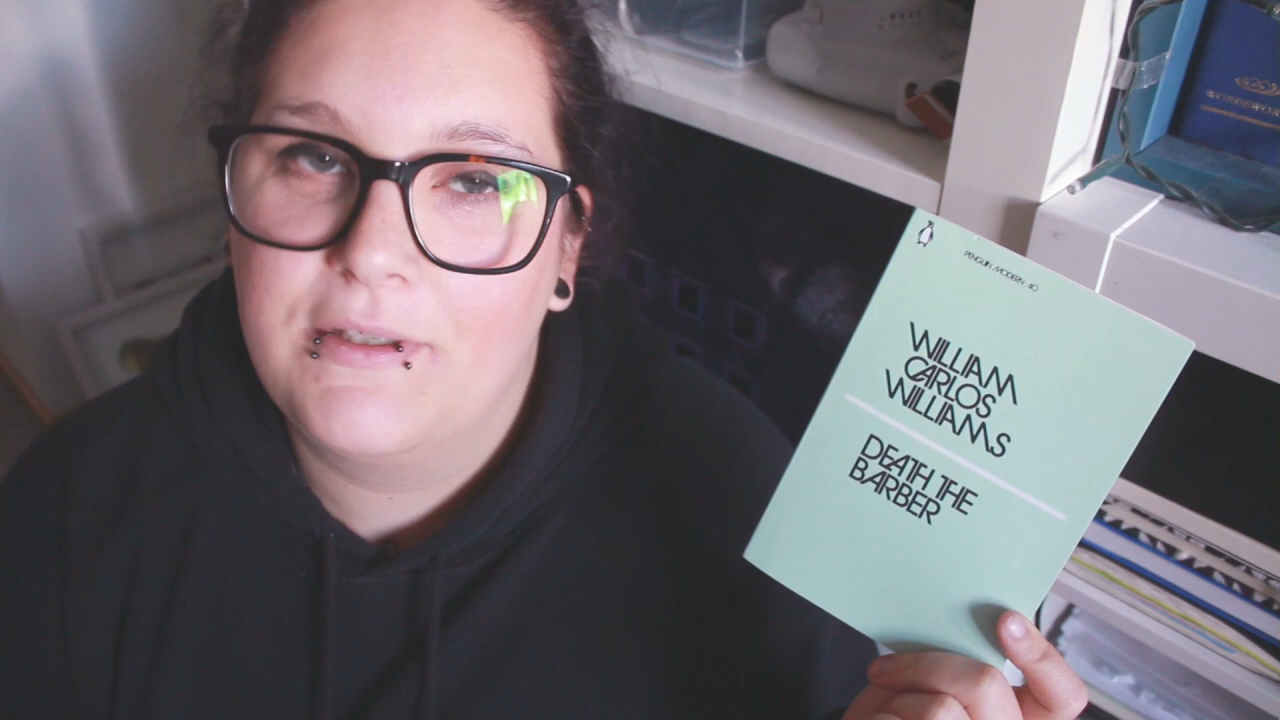 PENGUIN MODERN · 40
WILLIAM
CARLOS
WILLIAMS
DEATH THE
BARBER